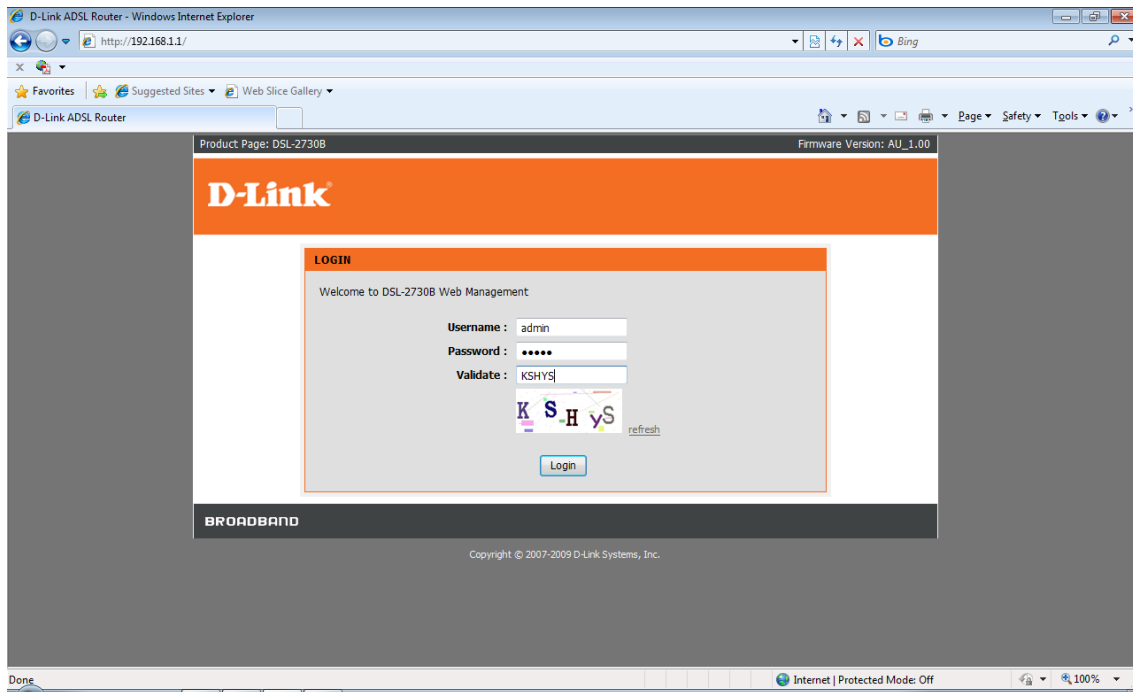 D-Link ADSL Router - Windows Internet Explorer
http://192.168.1.1/
Bing
x
Favorites Suggested Sites Web Slice Gallery
D-Link ADSL Router Page Safety Tools
Product Page: DSL-2730B Firmware Version: AU_1.00
D-Link
LOGIN
Welcome to DSL-2730B Web Management
Username : admin
Password : •••••
Validate : KSHYS
K S H y S
refresh
Login
BROADBAND
Copyright © 2007-2009 D-Link Systems, Inc.
Done Internet | Protected Mode: Off 100%